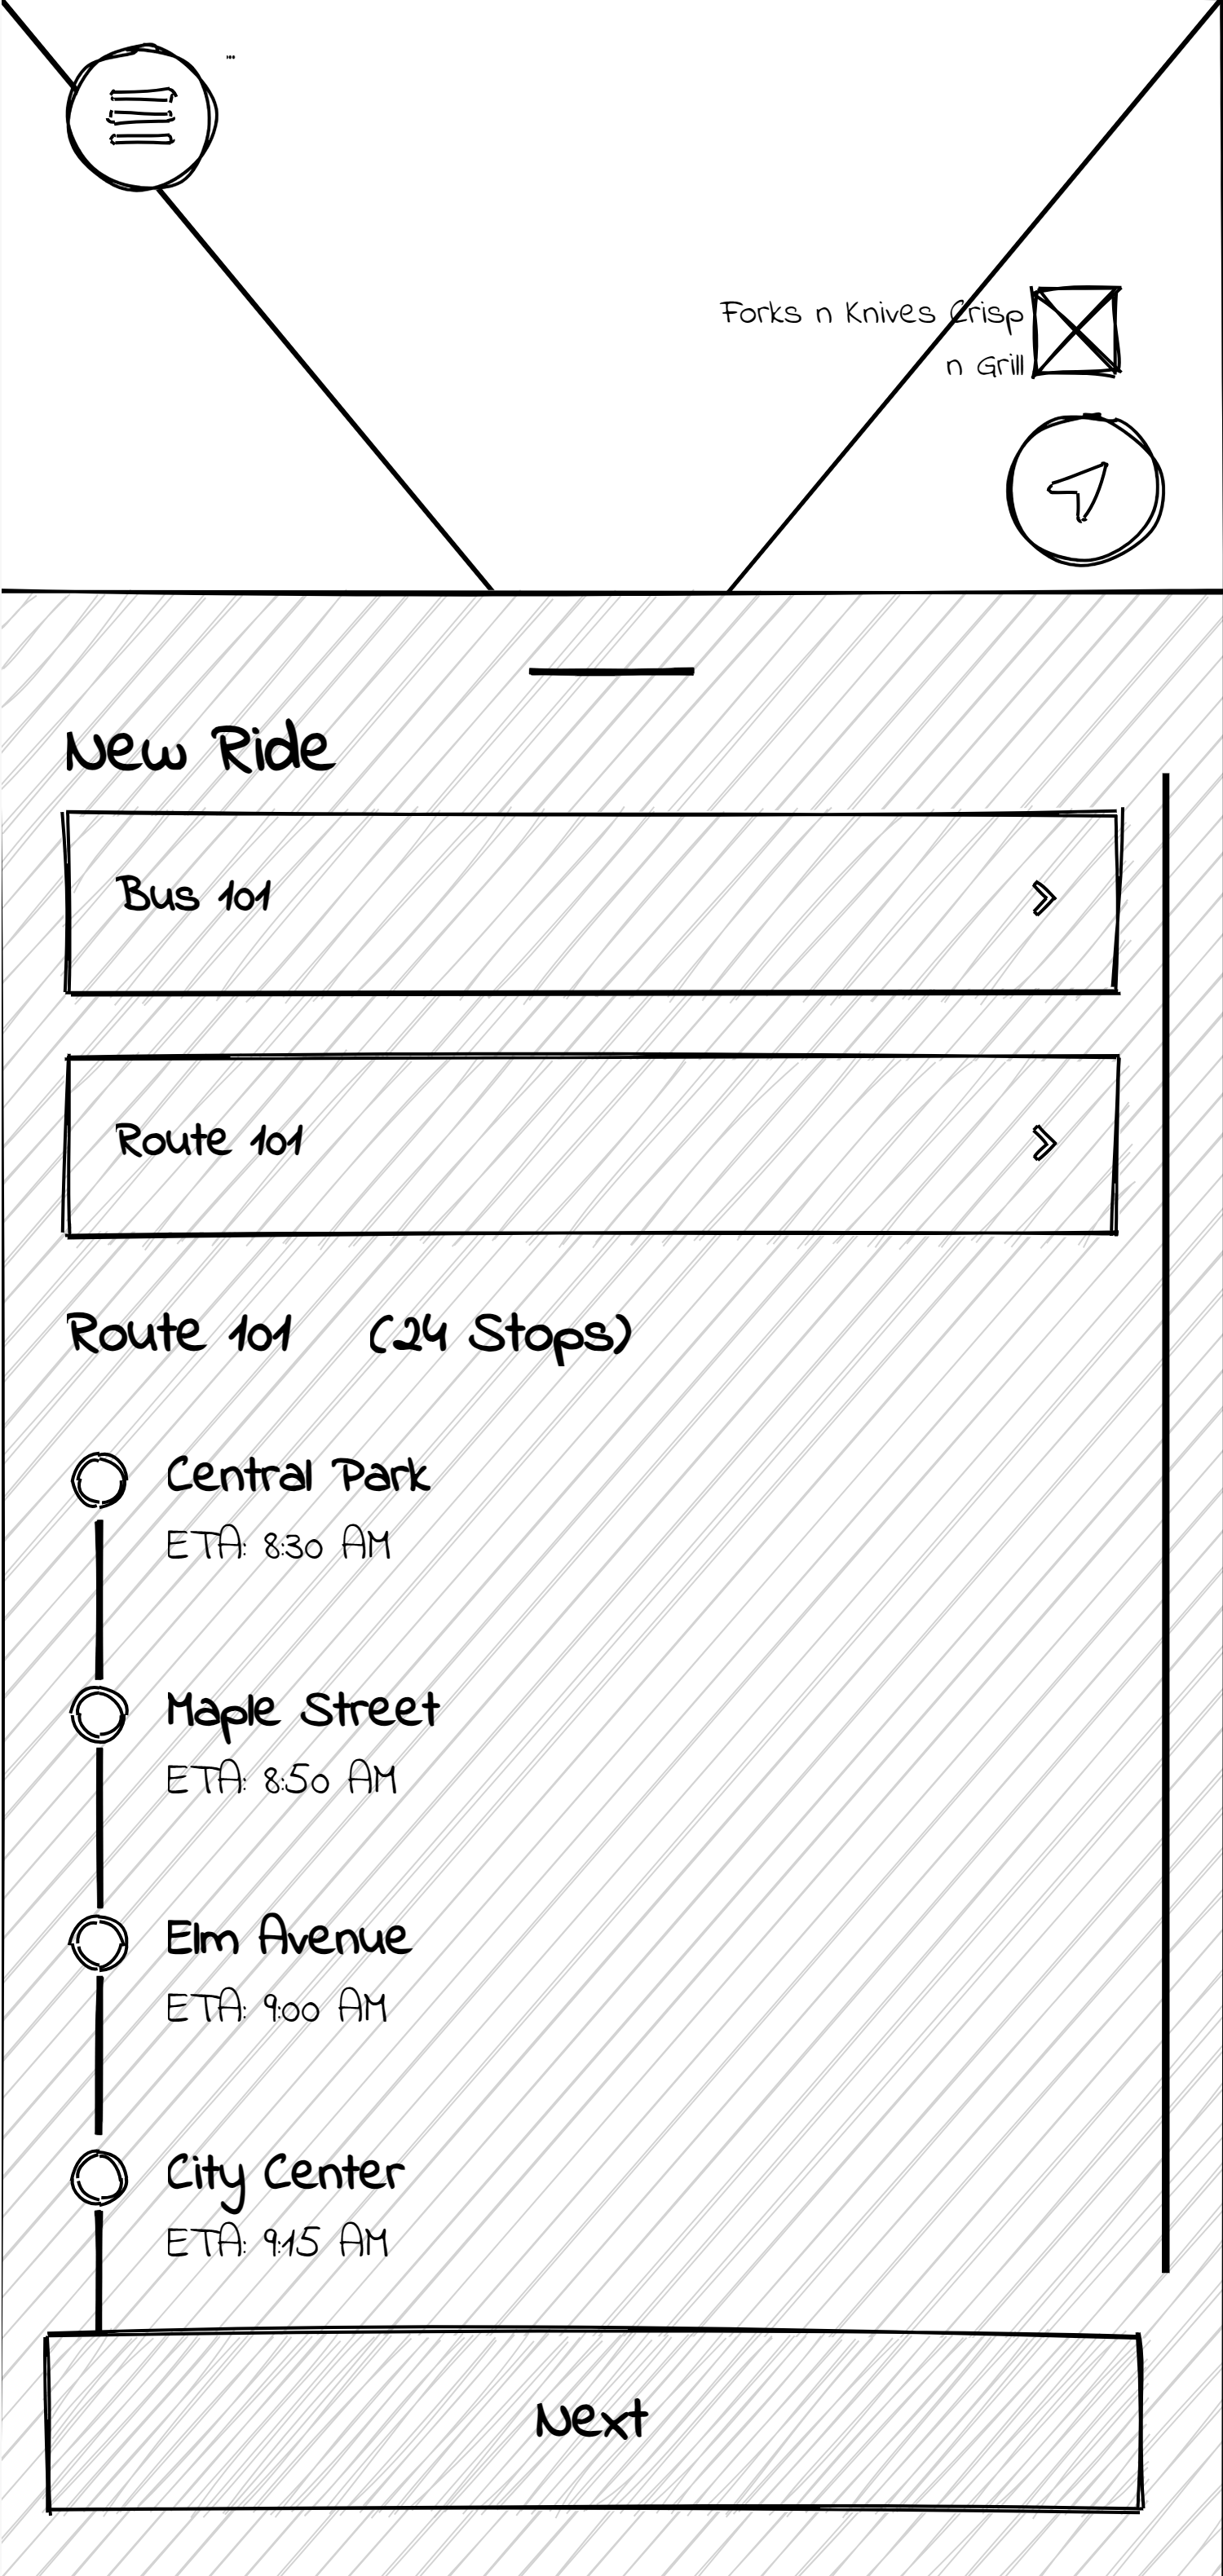 ...
Forks n Knives Crisp
n Grill
New Ride
Bus 101
Route 101
Route 101 (24 Stops)
Central Park
ETA: 8:30 AM
Maple Street
ETA: 8:50 AM
Elm Avenue
ETA: 9:00 AM
City Center
ETA: 9:15 AM
Next